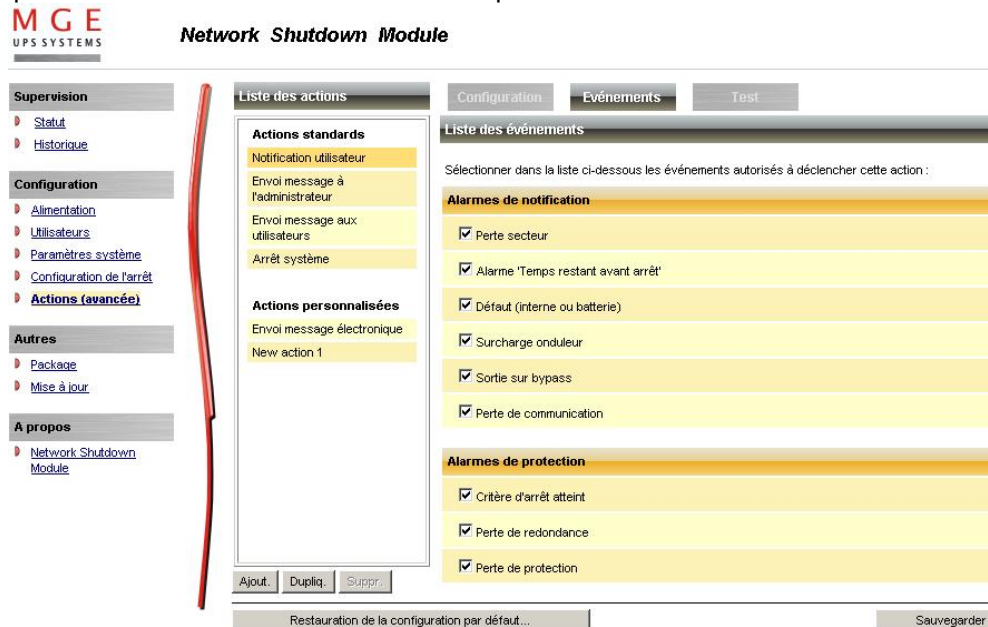 MGE
UPS SYSTEMS
Network Shutdown Module
Supervision
Statut
Historique
Configuration
Alimentation
Utilisateurs
Paramètres système
Configuration de l'arrêt
Actions (avancée)
Autres
Package
Mise à jour
A propos
Network Shutdown
Module
Liste des actions
Actions standards
Notification utilisateur
Envoi message à
l'administrateur
Envoi message aux
utilisateurs
Arrêt système
Actions personnalisées
Envoi message électronique
New action 1
Ajout. Dupliq. Suppr.
Configuration Evénements Test
Liste des événements
Sélectionner dans la liste ci-dessous les événements autorisés à déclencher cette action :
Alarmes de notification
Perte secteur
Alarme 'Temps restant avant arrêt'
Défaut (interne ou batterie)
Surcharge onduleur
Sortie sur bypass
Perte de communication
Alarmes de protection
Critère d'arrêt atteint
Perte de redondance
Perte de protection
Restauration de la configuration par défaut... Sauvegarder